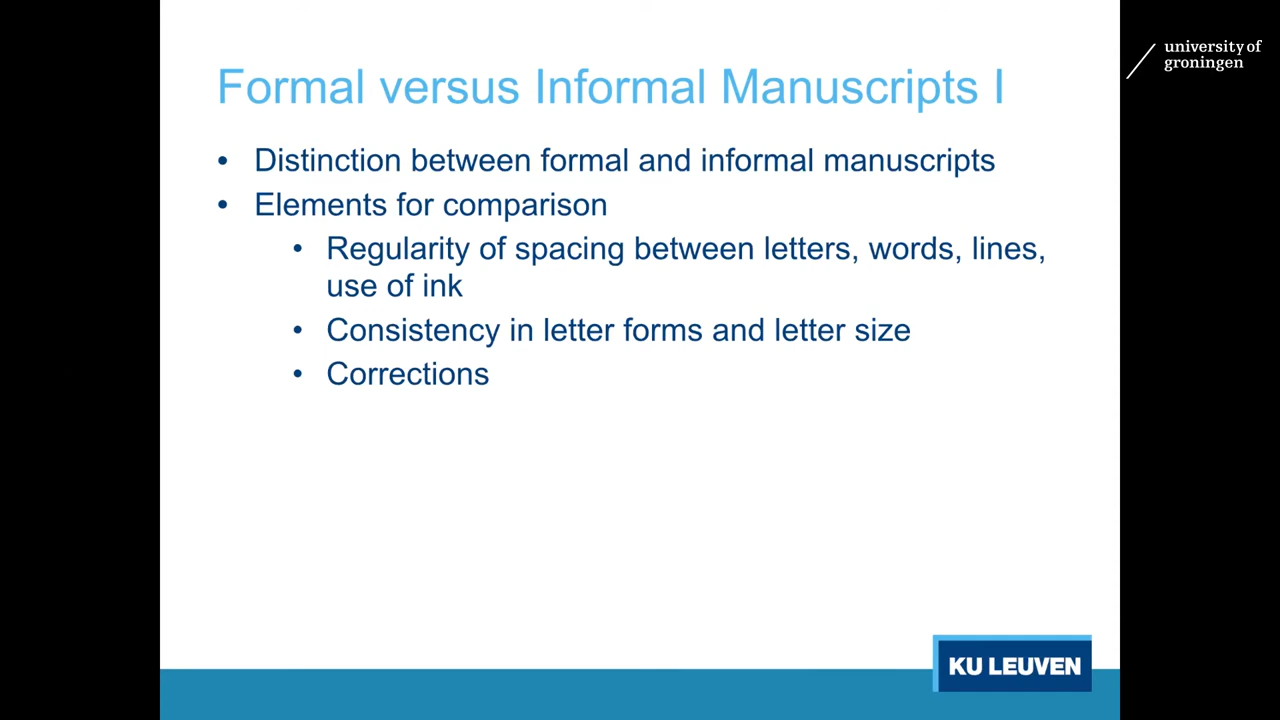 university of
groningen
Formal versus Informal Manuscripts I
• Distinction between formal and informal manuscripts
• Elements for comparison
• Regularity of spacing between letters, words, lines,
use of ink
• Consistency in letter forms and letter size
• Corrections
KU LEUVEN